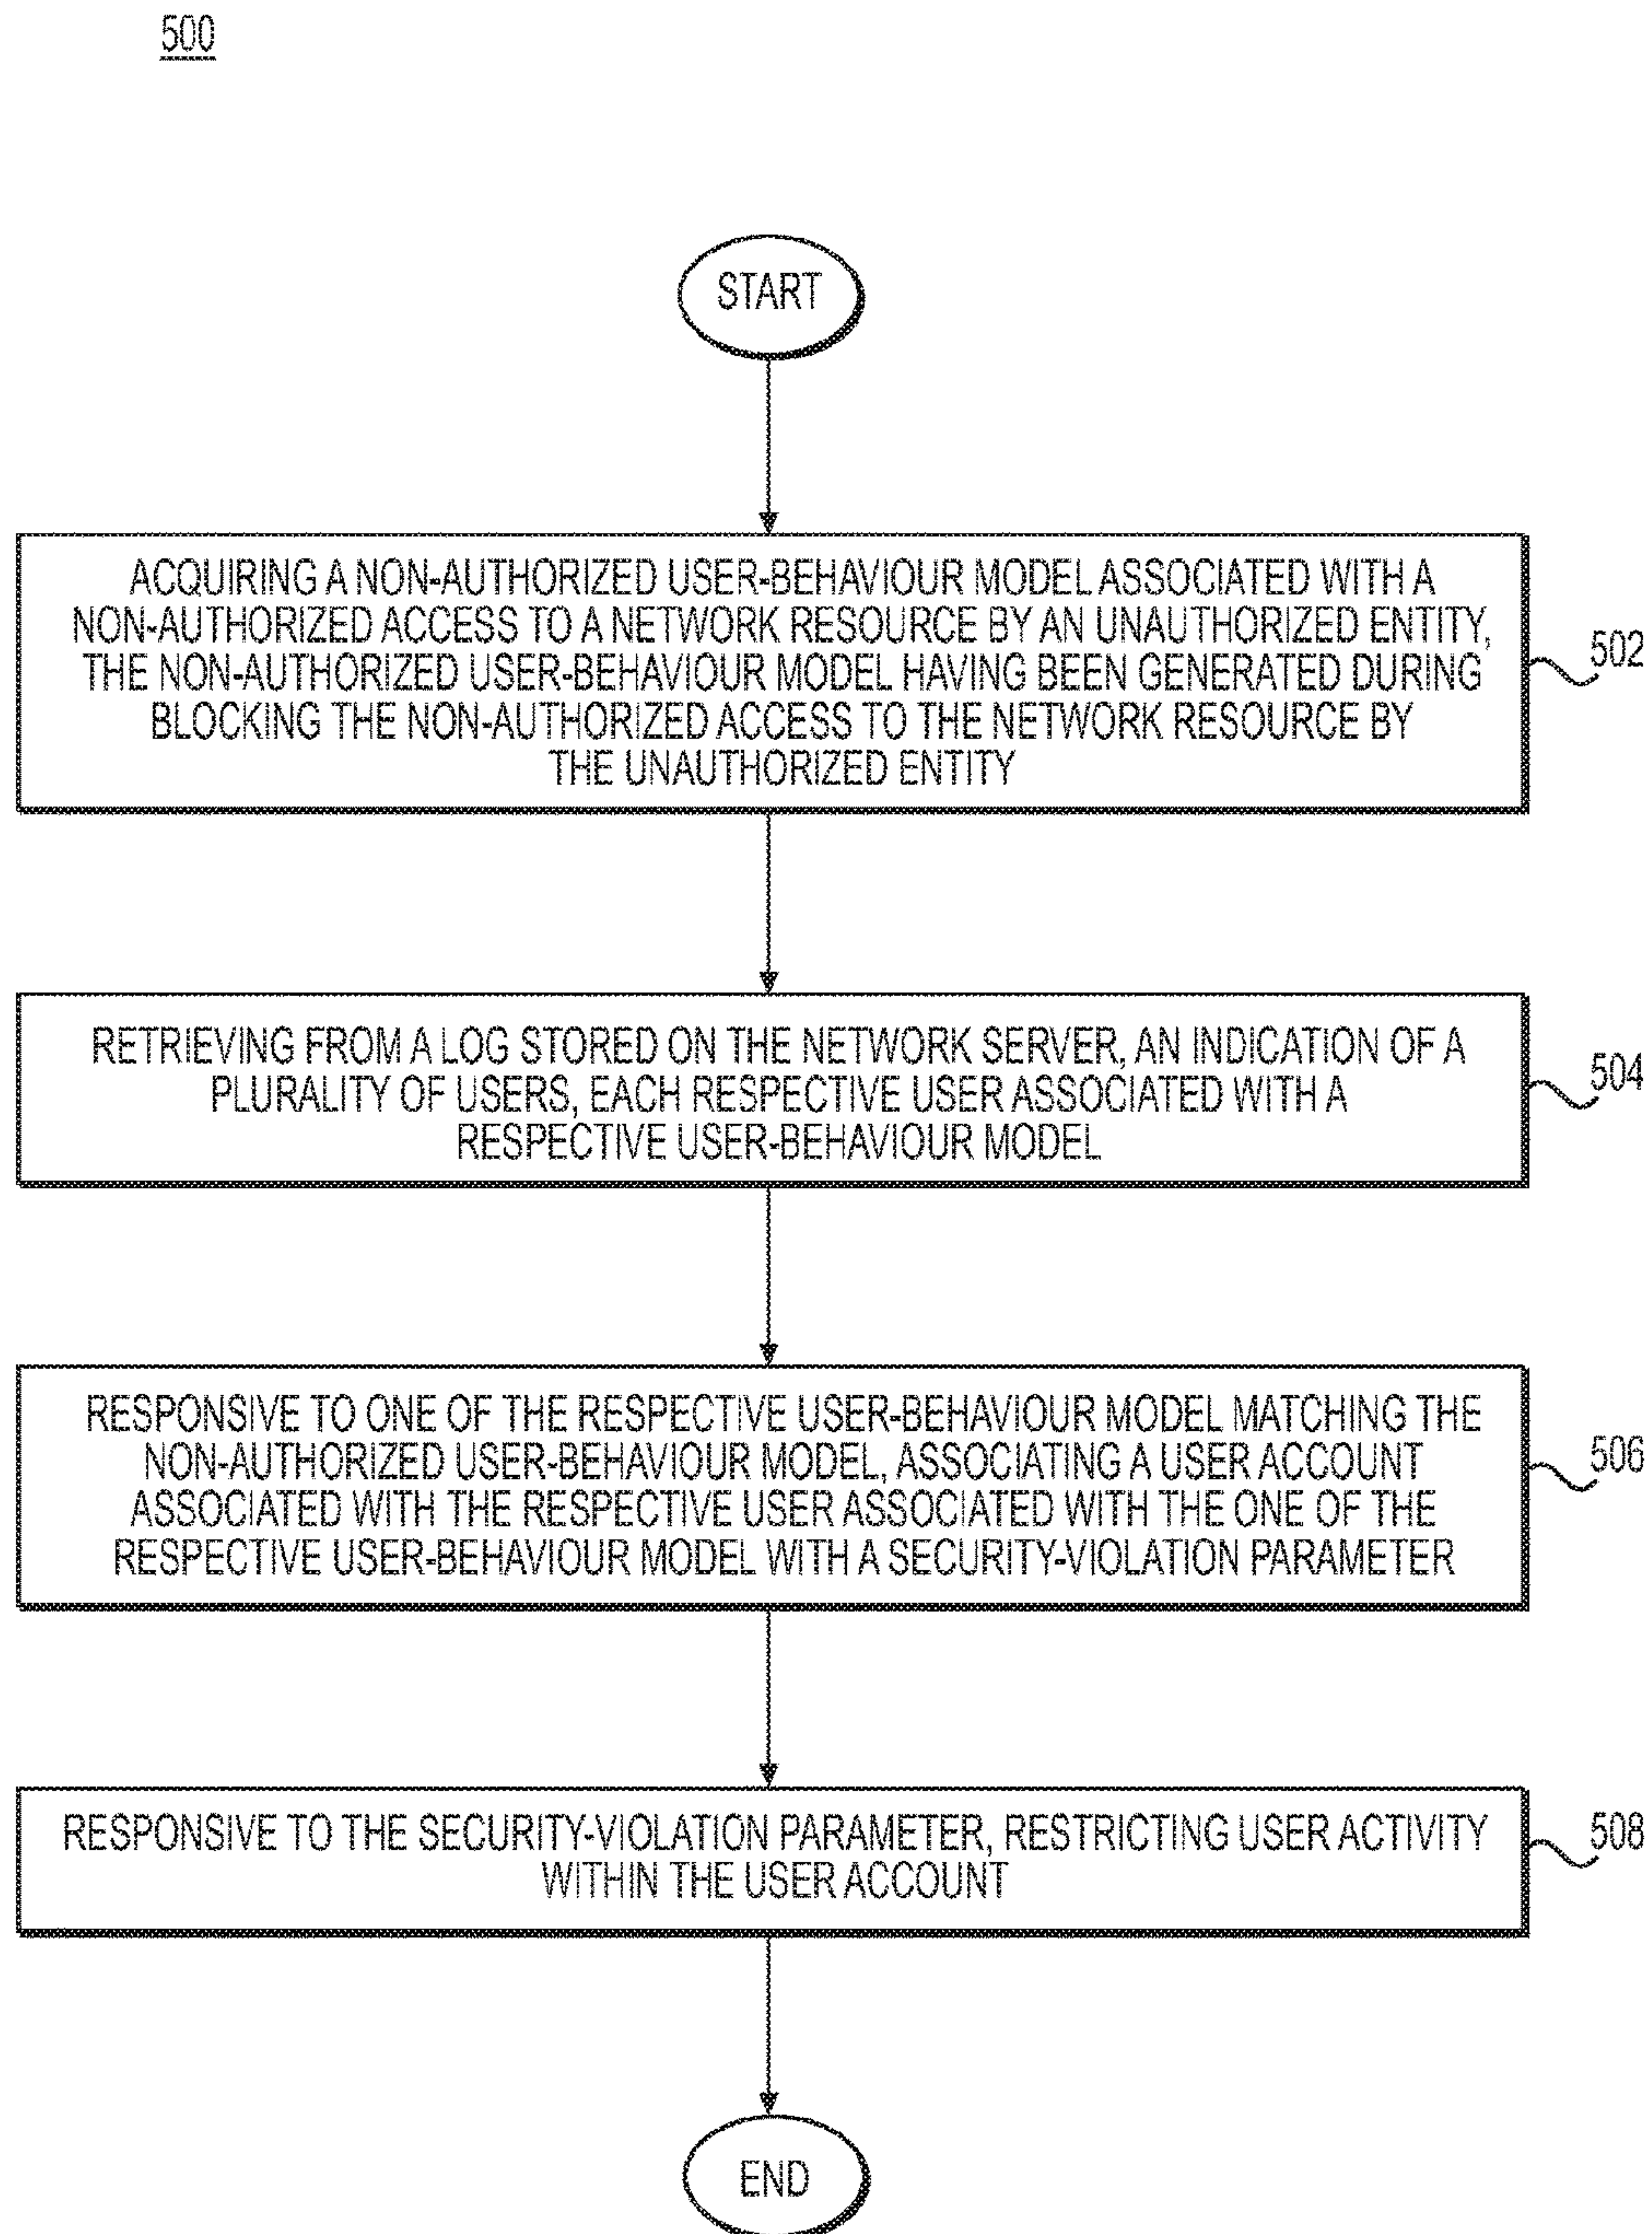 500
START
ACQUIRING A NON-AUTHORIZED USER-BEHAVIOUR MODEL ASSOCIATED WITH A
NON-AUTHORIZED ACCESS TO A NETWORK RESOURCE BY AN UNAUTHORIZED ENTITY,
THE NON-AUTHORIZED USER-BEHAVIOUR MODEL HAVING BEEN GENERATED DURING
BLOCKING THE NON-AUTHORIZED ACCESS TO THE NETWORK RESOURCE BY
THE UNAUTHORIZED ENTITY
502
RETRIEVING FROM A LOG STORED ON THE NETWORK SERVER, AN INDICATION OF A
PLURALITY OF USERS, EACH RESPECTIVE USER ASSOCIATED WITH A
RESPECTIVE USER-BEHAVIOUR MODEL
504
RESPONSIVE TO ONE OF THE RESPECTIVE USER-BEHAVIOUR MODEL MATCHING THE
NON-AUTHORIZED USER-BEHAVIOUR MODEL, ASSOCIATING A USER ACCOUNT
ASSOCIATED WITH THE RESPECTIVE USER ASSOCIATED WITH THE ONE OF THE
RESPECTIVE USER-BEHAVIOUR MODEL WITH A SECURITY-VIOLATION PARAMETER
506
RESPONSIVE TO THE SECURITY-VIOLATION PARAMETER, RESTRICTING USER ACTIVITY
WITHIN THE USER ACCOUNT
508
END